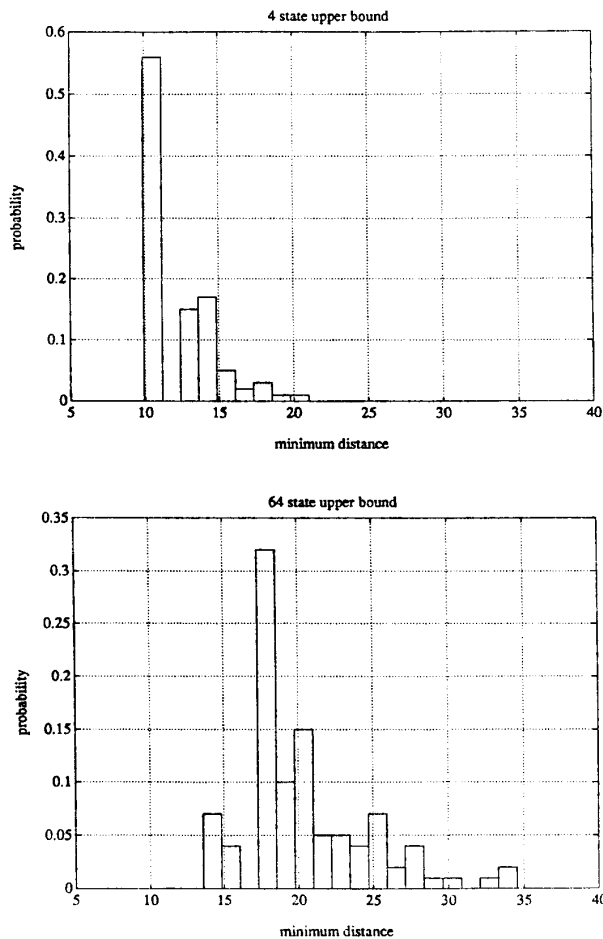 4 state upper bound
0.6
0.5
0.4
0.3
0.2
0.1
0
probability
5 10 15 20 25 30 35 40
minimum distance
64 state upper bound
0.35
0.3
0.25
0.2
0.15
0.1
0.05
0
probability
5 10 15 20 25 30 35 40
minimum distance